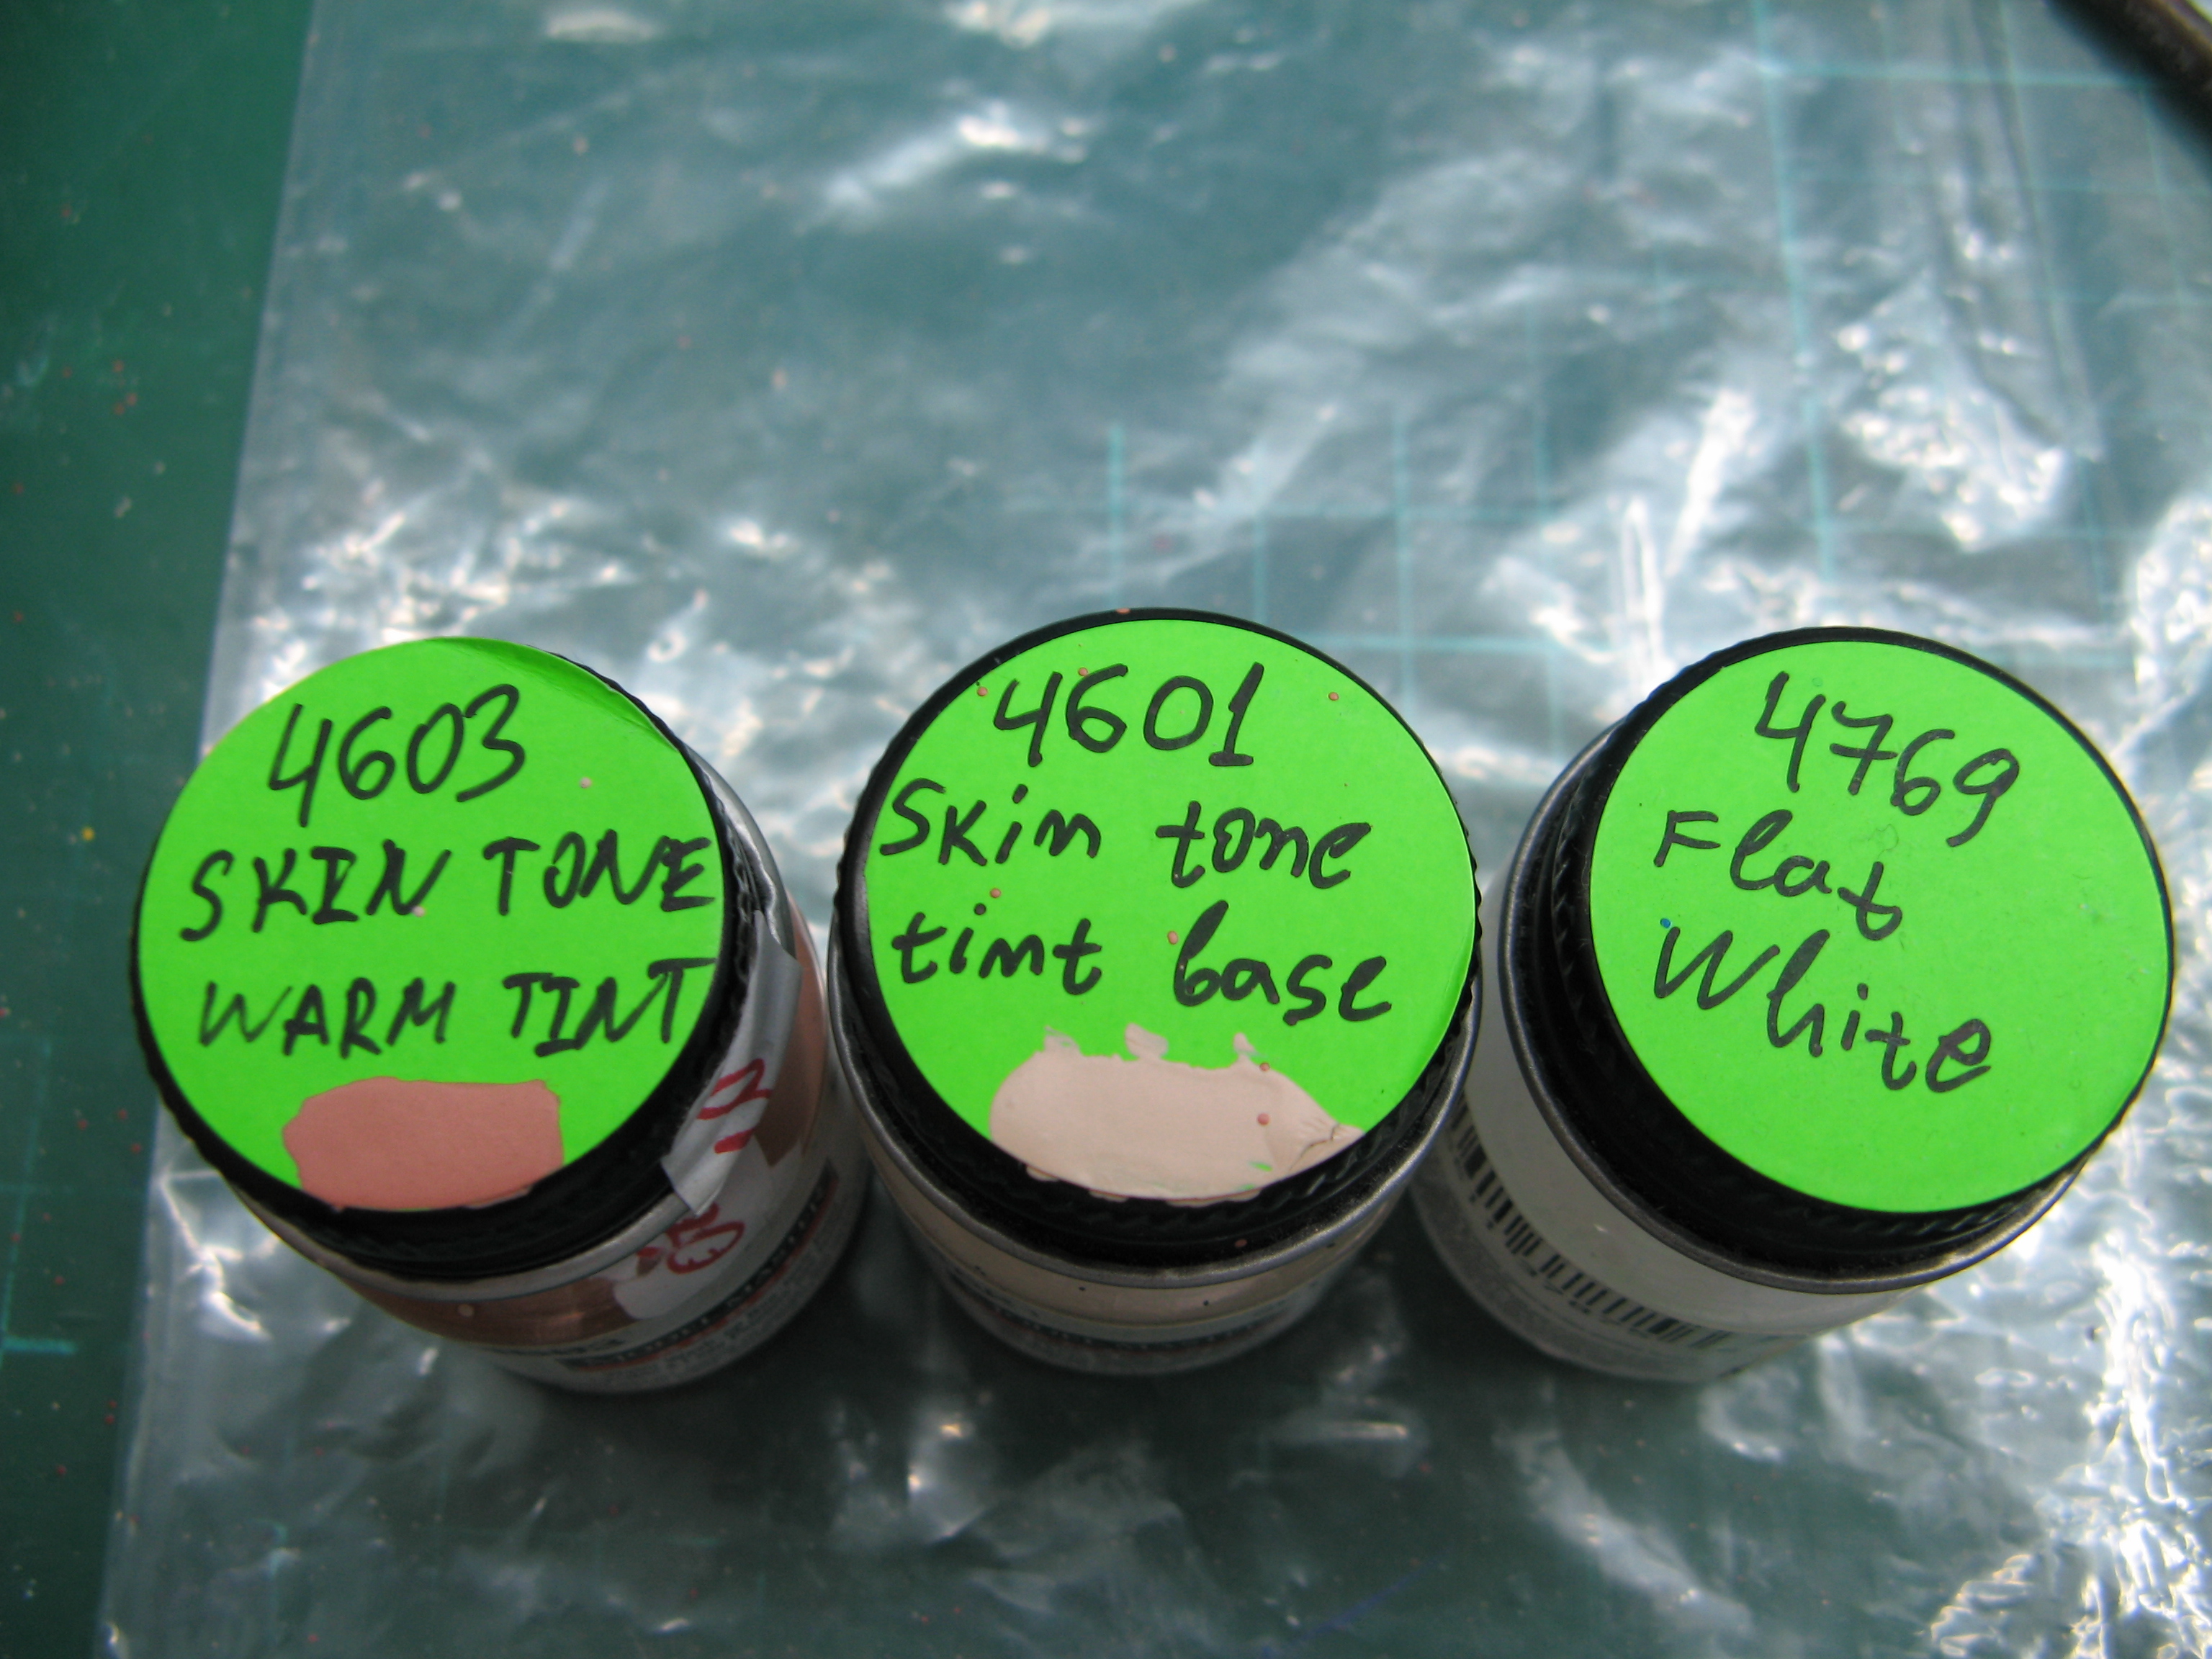 4603
SKIN TONE
WARM TINT
4601
Skin tone
tint base
4769
Flat
White